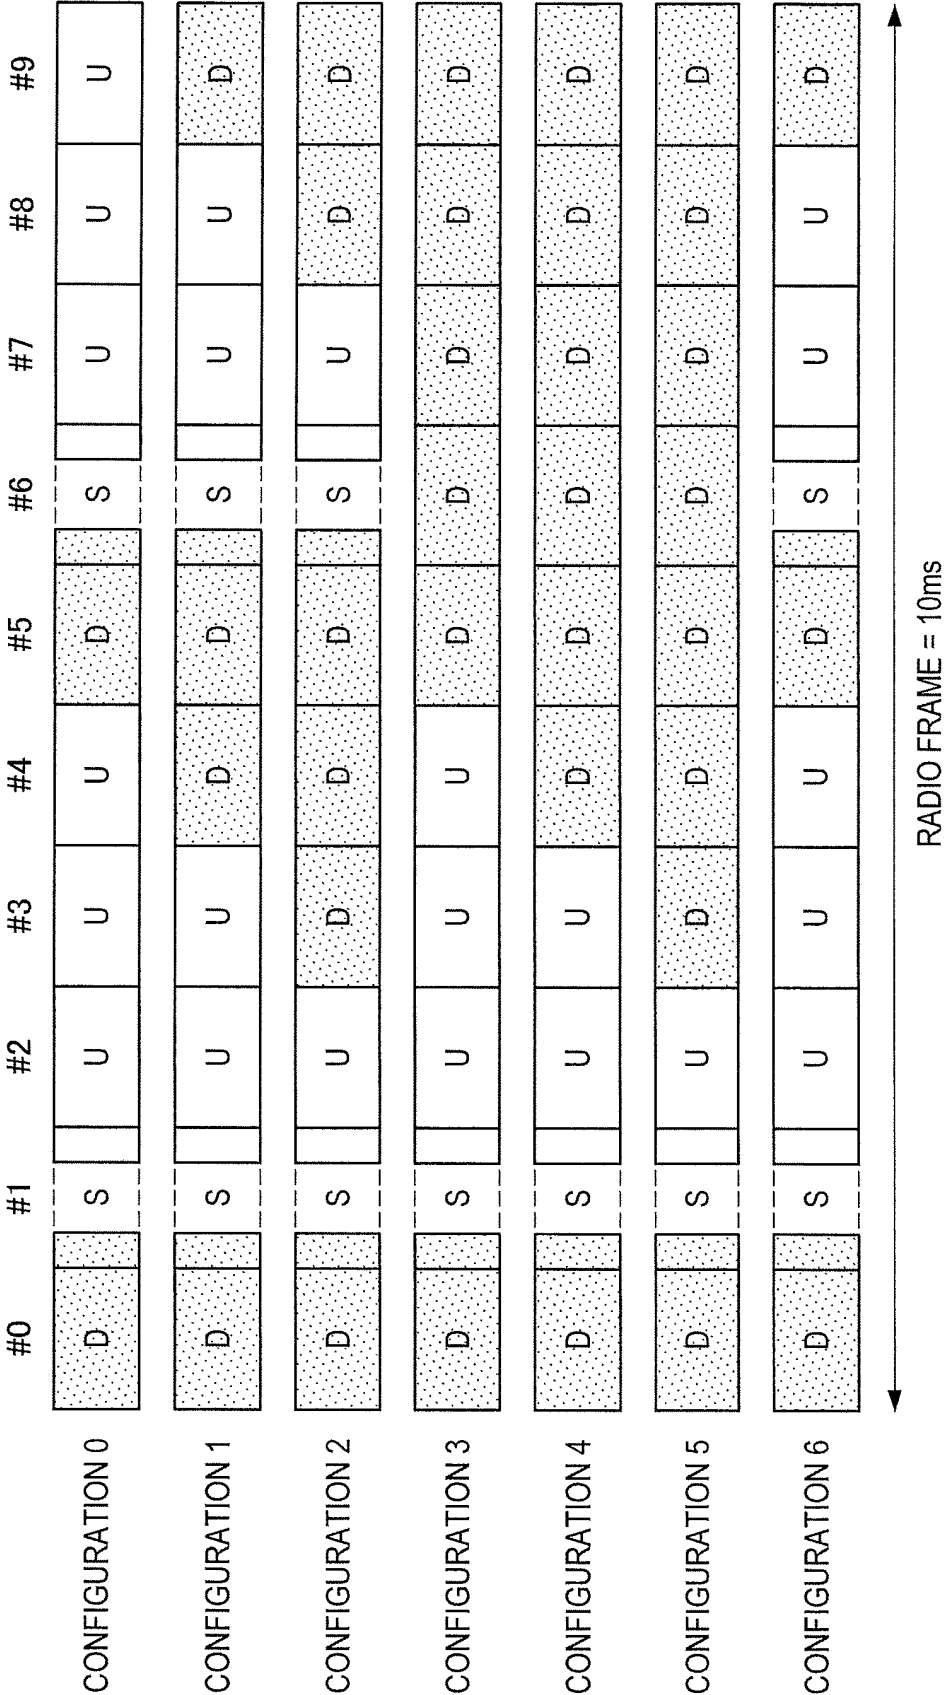 #0 #1 #2 #3 #4 #5 #6 #7 #8 #9
CONFIGURATION 0 D S U U U D S U U U
CONFIGURATION 1 D S U U D D S U U D
CONFIGURATION 2 D S U D D D S U D D
CONFIGURATION 3 D S U U U D D D D D
CONFIGURATION 4 D S U U D D D D D D
CONFIGURATION 5 D S U D D D D D D D
CONFIGURATION 6 D S U U U D S U U D
RADIO FRAME = 10ms